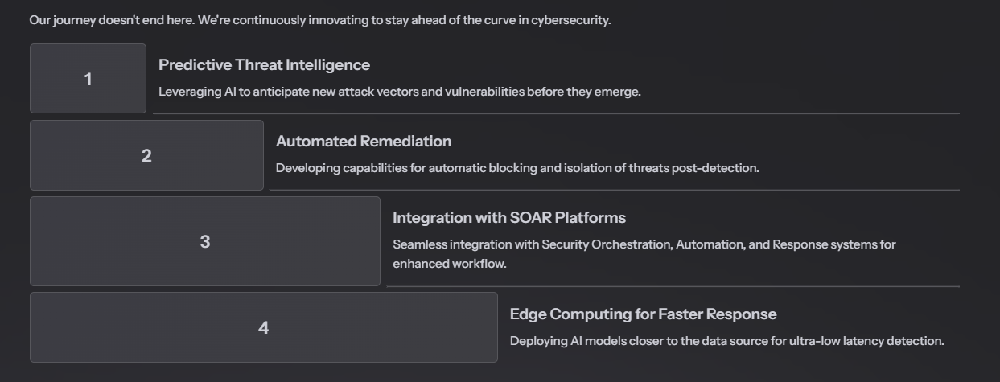 Our journey doesn't end here. We're continuously innovating to stay ahead of the curve in cybersecurity.
1
Predictive Threat Intelligence
Leveraging AI to anticipate new attack vectors and vulnerabilities before they emerge.
2
Automated Remediation
Developing capabilities for automatic blocking and isolation of threats post-detection.
3
Integration with SOAR Platforms
Seamless integration with Security Orchestration, Automation, and Response systems for
enhanced workflow.
4
Edge Computing for Faster Response
Deploying AI models closer to the data source for ultra-low latency detection.